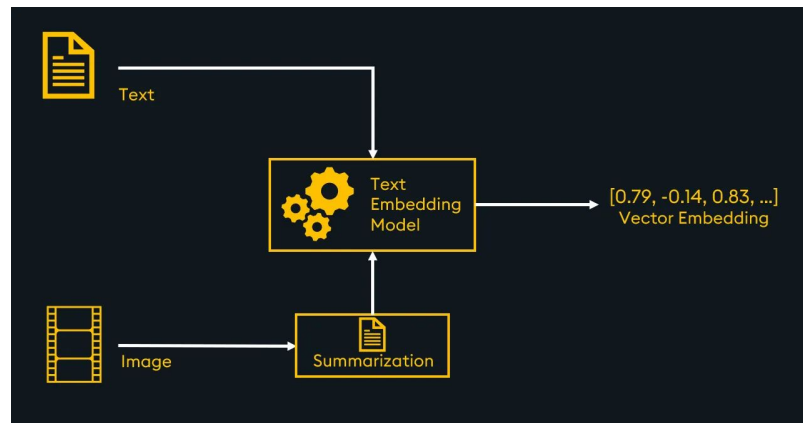 Text
Text
Embedding
Model
[0.79, -0.14, 0.83, ...]
Vector Embedding
Image
Summarization